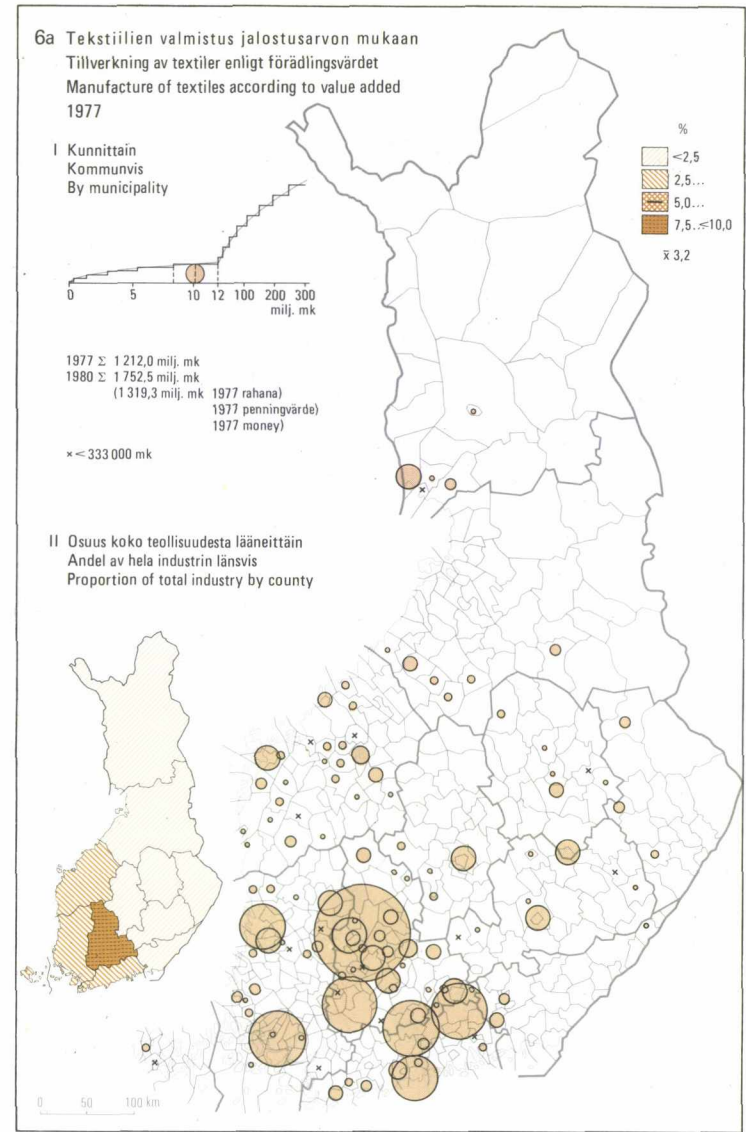 6a Tekstiilien valmistus jalostusarvon mukaan
Tillverkning av textiler enligt förädlingsvärdet
Manufacture of textiles according to value added
1977
I Kunnittain
Kommunvis
By municipality
0 5 10 12 100 200 300
milj. mk
1977 Σ 1 212,0 milj. mk
1980 Σ 1 752,5 milj. mk
(1 319,3 milj. mk 1977 rahana)
1977 penningvärde)
1977 money)
×<333 000 mk
%
<2,5
2,5...
5,0...
7,5...≤10,0
x̄ 3,2
II Osuus koko teollisuudesta lääneittäin
Andel av hela industrin länsvis
Proportion of total industry by county
0 50 100 km